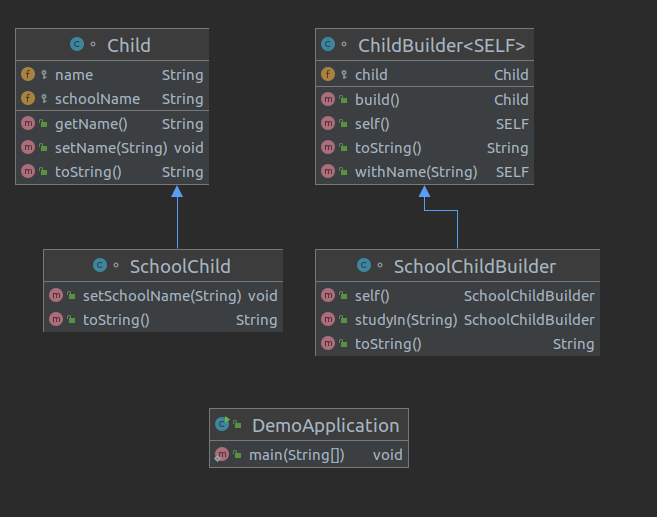 Child
name String
schoolName String
getName() String
setName(String) void
toString() String
ChildBuilder<SELF>
child Child
build() Child
self() SELF
toString() String
withName(String) SELF
SchoolChild
setSchoolName(String) void
toString() String
SchoolChildBuilder
self() SchoolChildBuilder
studyIn(String) SchoolChildBuilder
toString() String
DemoApplication
main(String[]) void